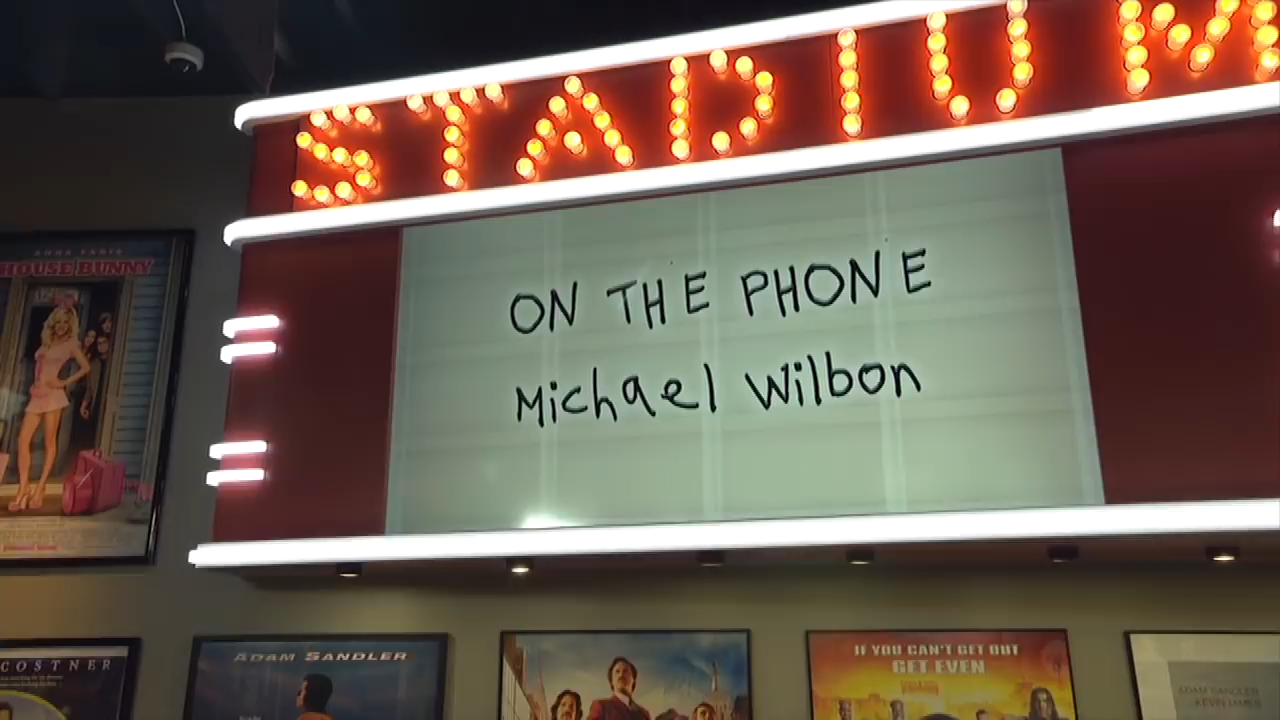 STADIUM
ON THE PHONE
Michael Wilbon
ANNA FARIS
HOUSE BUNNY
COSTNER
ADAM SANDLER
IF YOU CAN'T GET OUT
GET EVEN
ADAM SANDLER
KEVIN JAMES